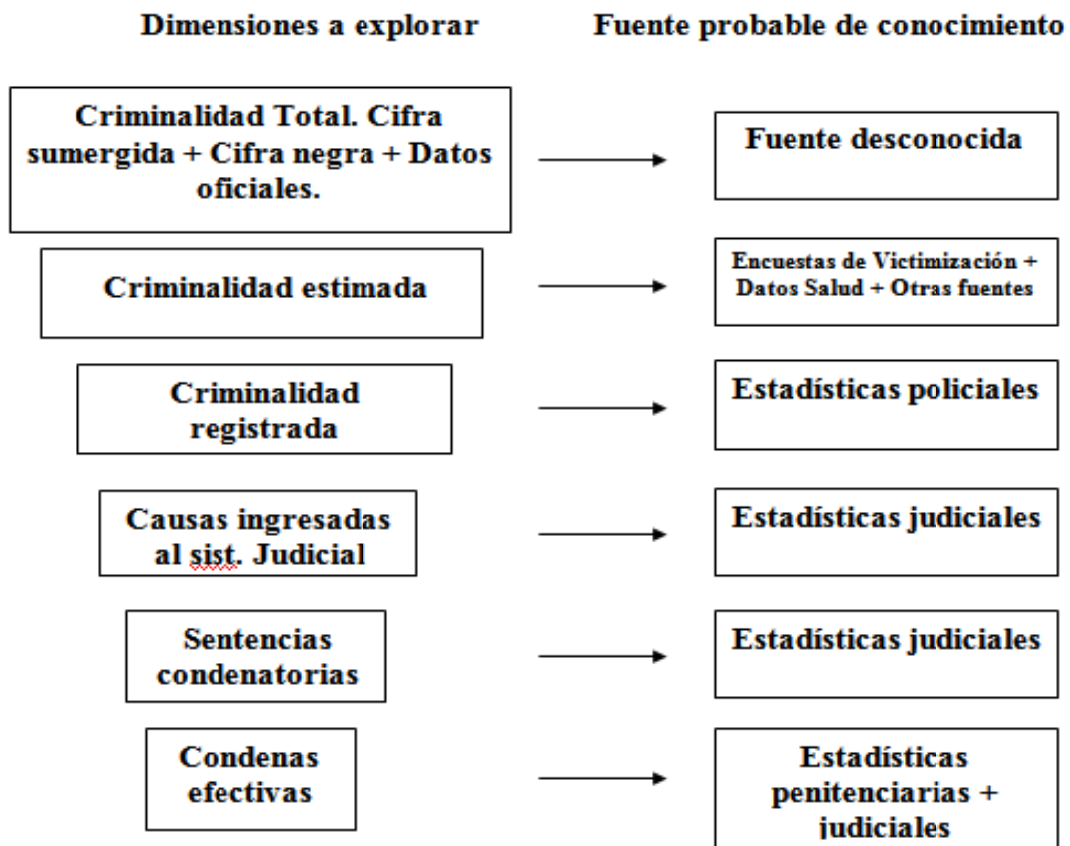 Dimensiones a explorar
Fuente probable de conocimiento
Criminalidad Total. Cifra
sumergida + Cifra negra + Datos
oficiales.
Fuente desconocida
Criminalidad estimada
Encuestas de Victimización +
Datos Salud + Otras fuentes
Criminalidad
registrada
Estadísticas policiales
Causas ingresadas
al sist. Judicial
Estadísticas judiciales
Sentencias
condenatorias
Estadísticas judiciales
Condenas
efectivas
Estadísticas
penitenciarias +
judiciales